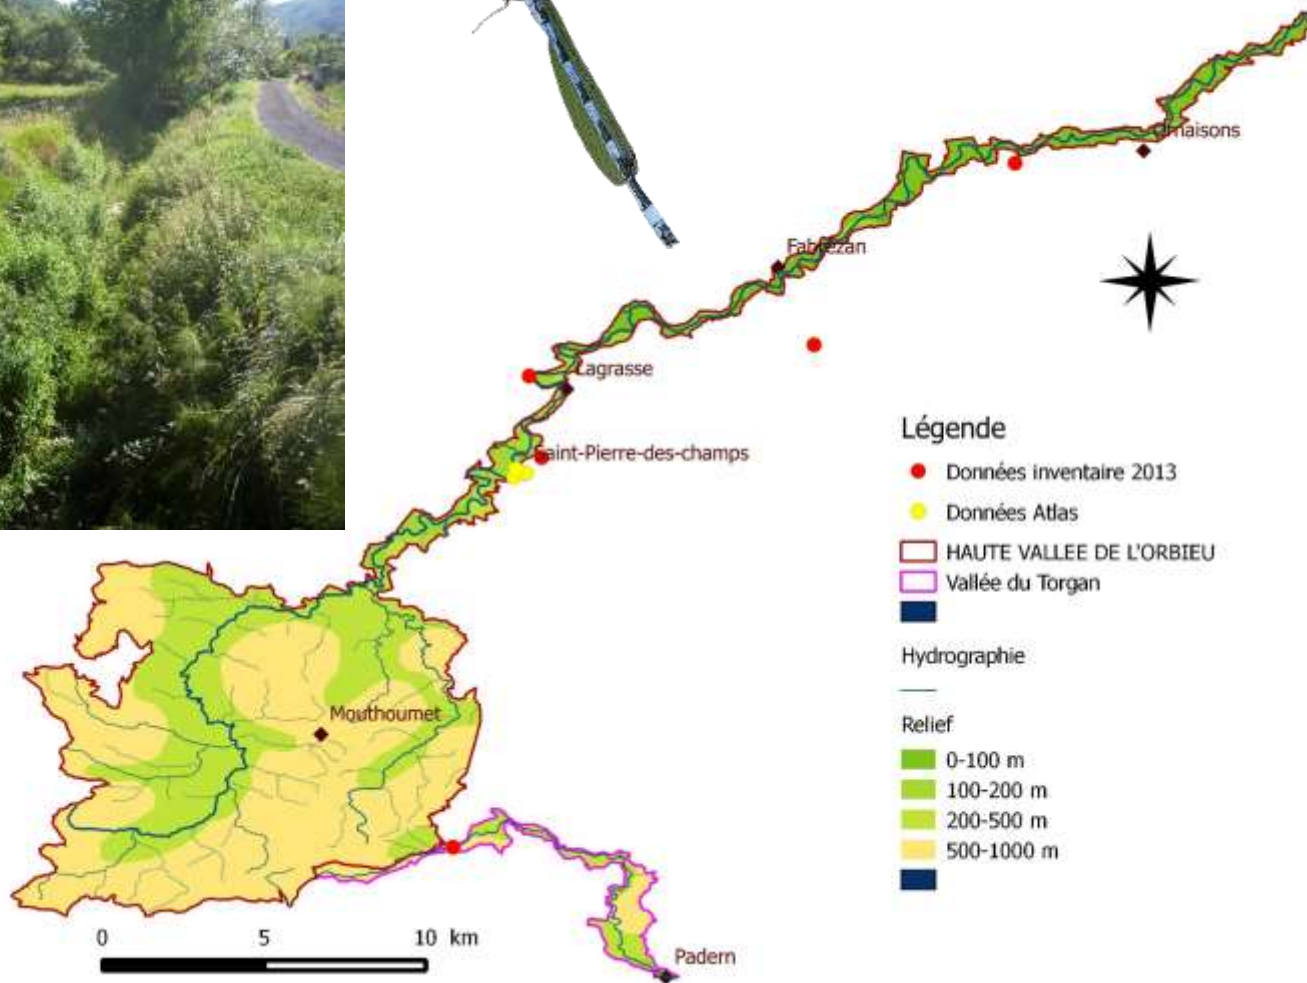 Fabrezan
Lagrasse
Saint-Pierre-des-champs
Mouthoumet
Padern
Légende
Données inventaire 2013
Données Atlas
HAUTE VALLEE DE L'ORBIEU
Vallée du Torgan
Hydrographie
Relief
0-100 m
100-200 m
200-500 m
500-1000 m
0 5 10 km